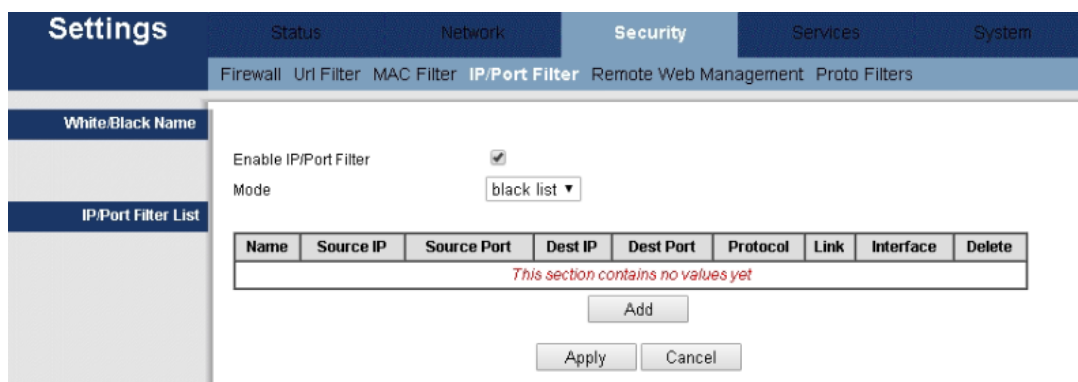 Settings
Status Network Security Services System
Firewall Url Filter MAC Filter IP/Port Filter Remote Web Management Proto Filters
White/Black Name
Enable IP/Port Filter
Mode black list
IP/Port Filter List
Name Source IP Source Port Dest IP Dest Port Protocol Link Interface Delete
This section contains no values yet
Add
Apply Cancel